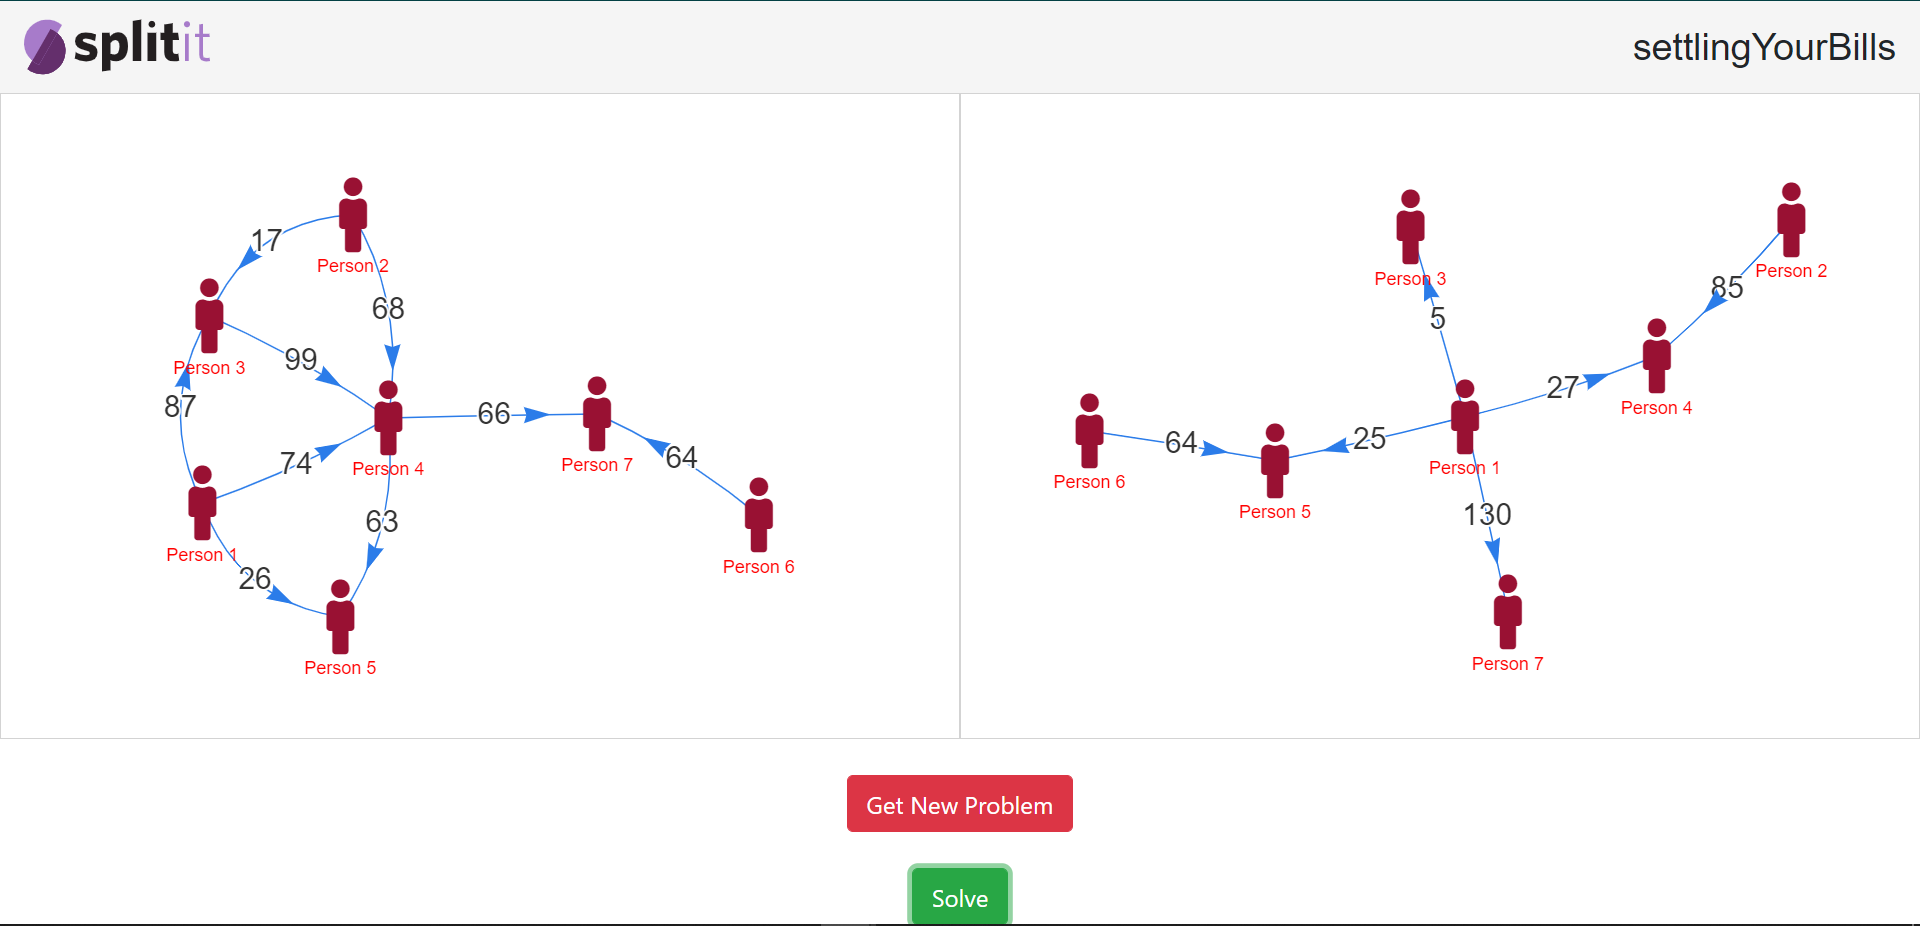 splitit
settlingYourBills
17
Person 2
68
Person 3
99
87
66
Person 7
64
74
Person 4
Person 1
63
26
Person 6
Person 5
Person 3
5
Person 2
85
27
Person 4
64
25
Person 6
Person 5
Person 1
130
Person 7
Get New Problem
Solve